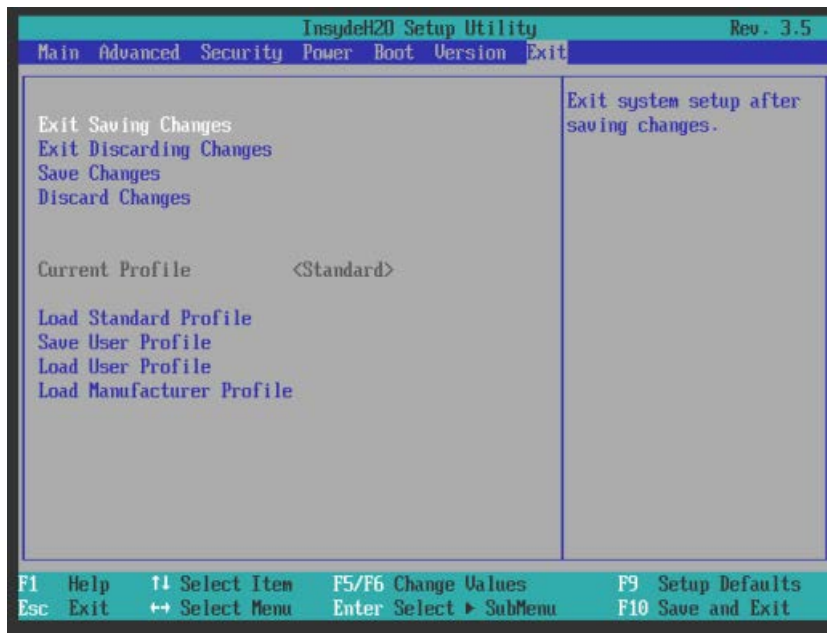 InsydeH20 Setup Utility Rev. 3.5
Main Advanced Security Power Boot Version Exit
Exit Saving Changes
Exit Discarding Changes
Save Changes
Discard Changes
Current Profile <Standard>
Load Standard Profile
Save User Profile
Load User Profile
Load Manufacturer Profile
Exit system setup after
saving changes.
F1 Help ↑↓ Select Item F5/F6 Change Values F9 Setup Defaults
Esc Exit ↔ Select Menu Enter Select ▶ SubMenu F10 Save and Exit